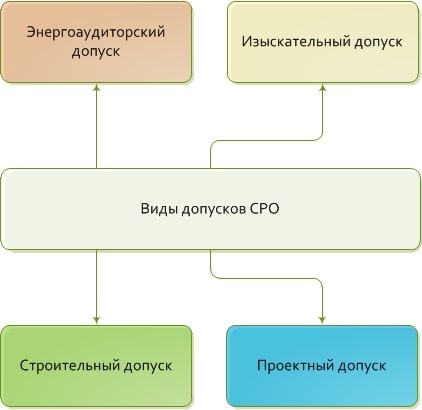 Энергоаудиторский
допуск
Изыскательный допуск
Виды допусков СРО
Строительный допуск
Проектный допуск